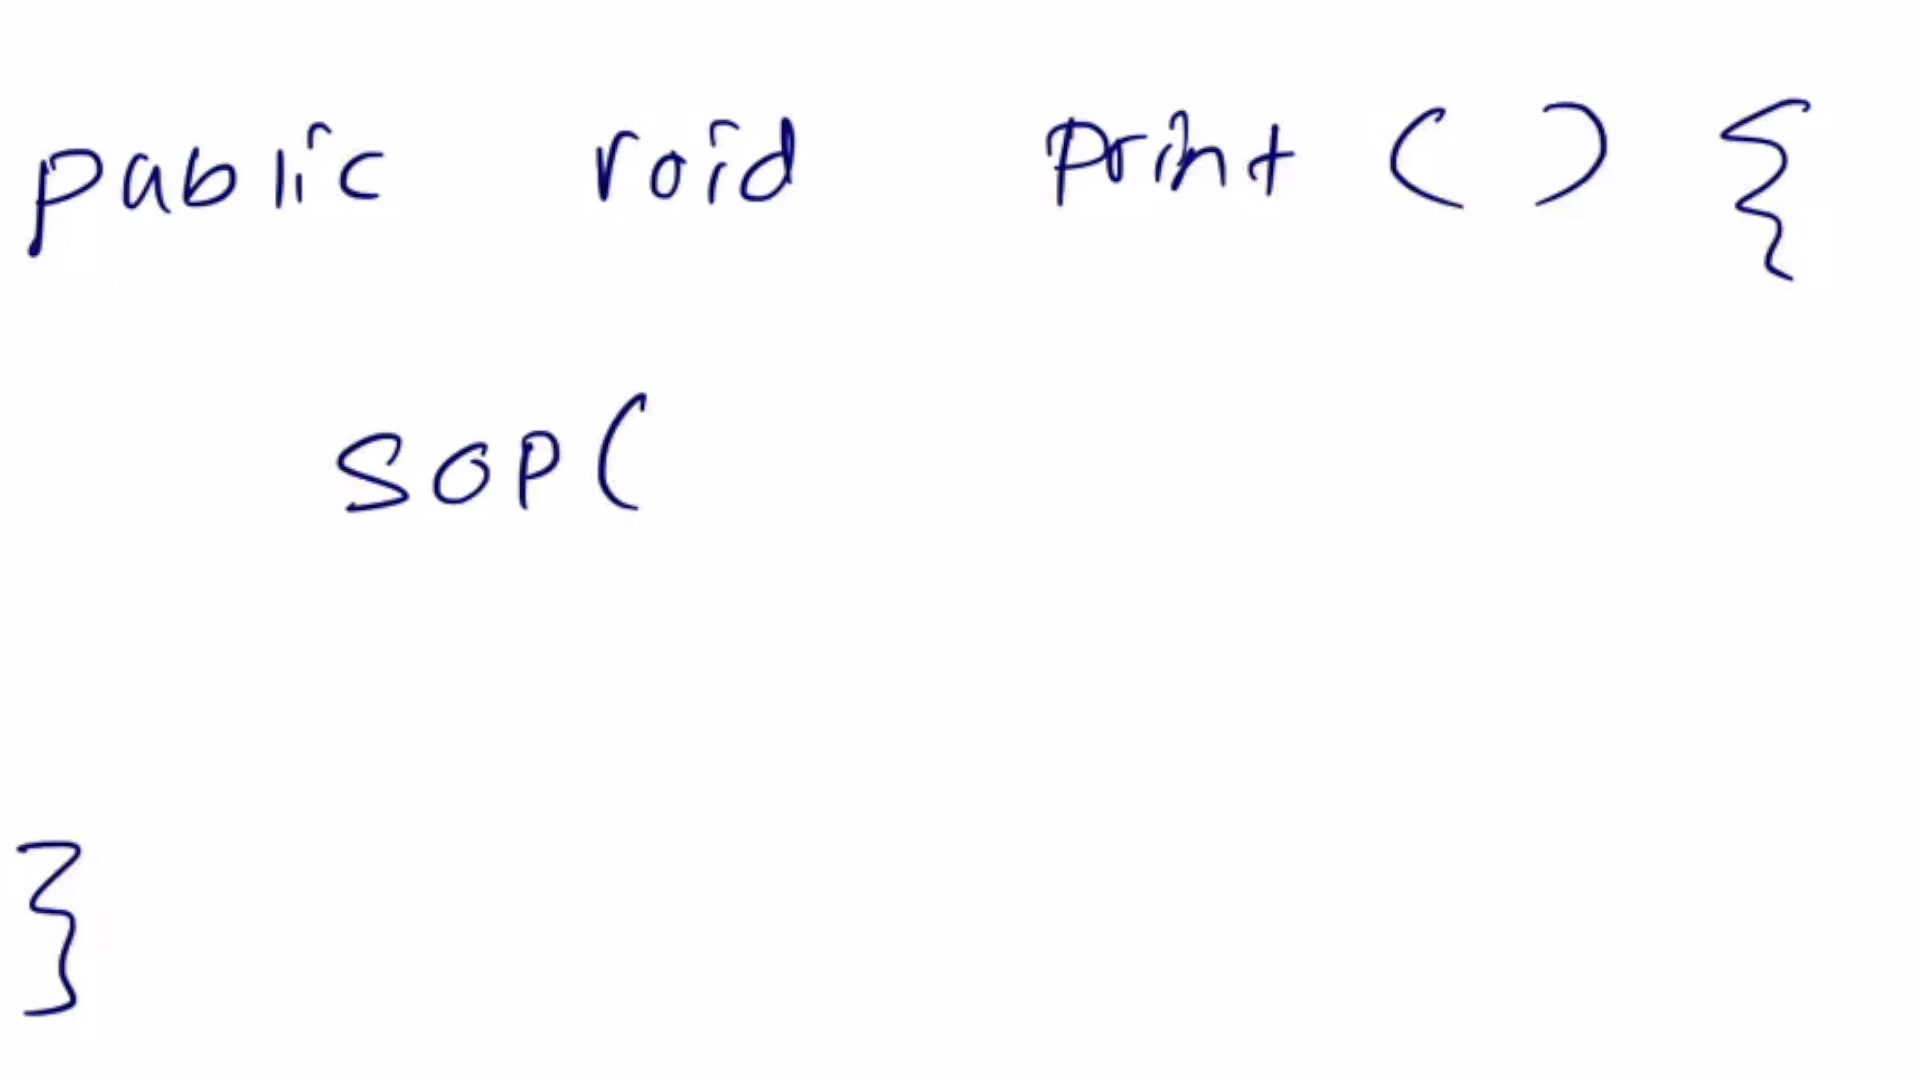 public void print ( ) {
SOP (
}